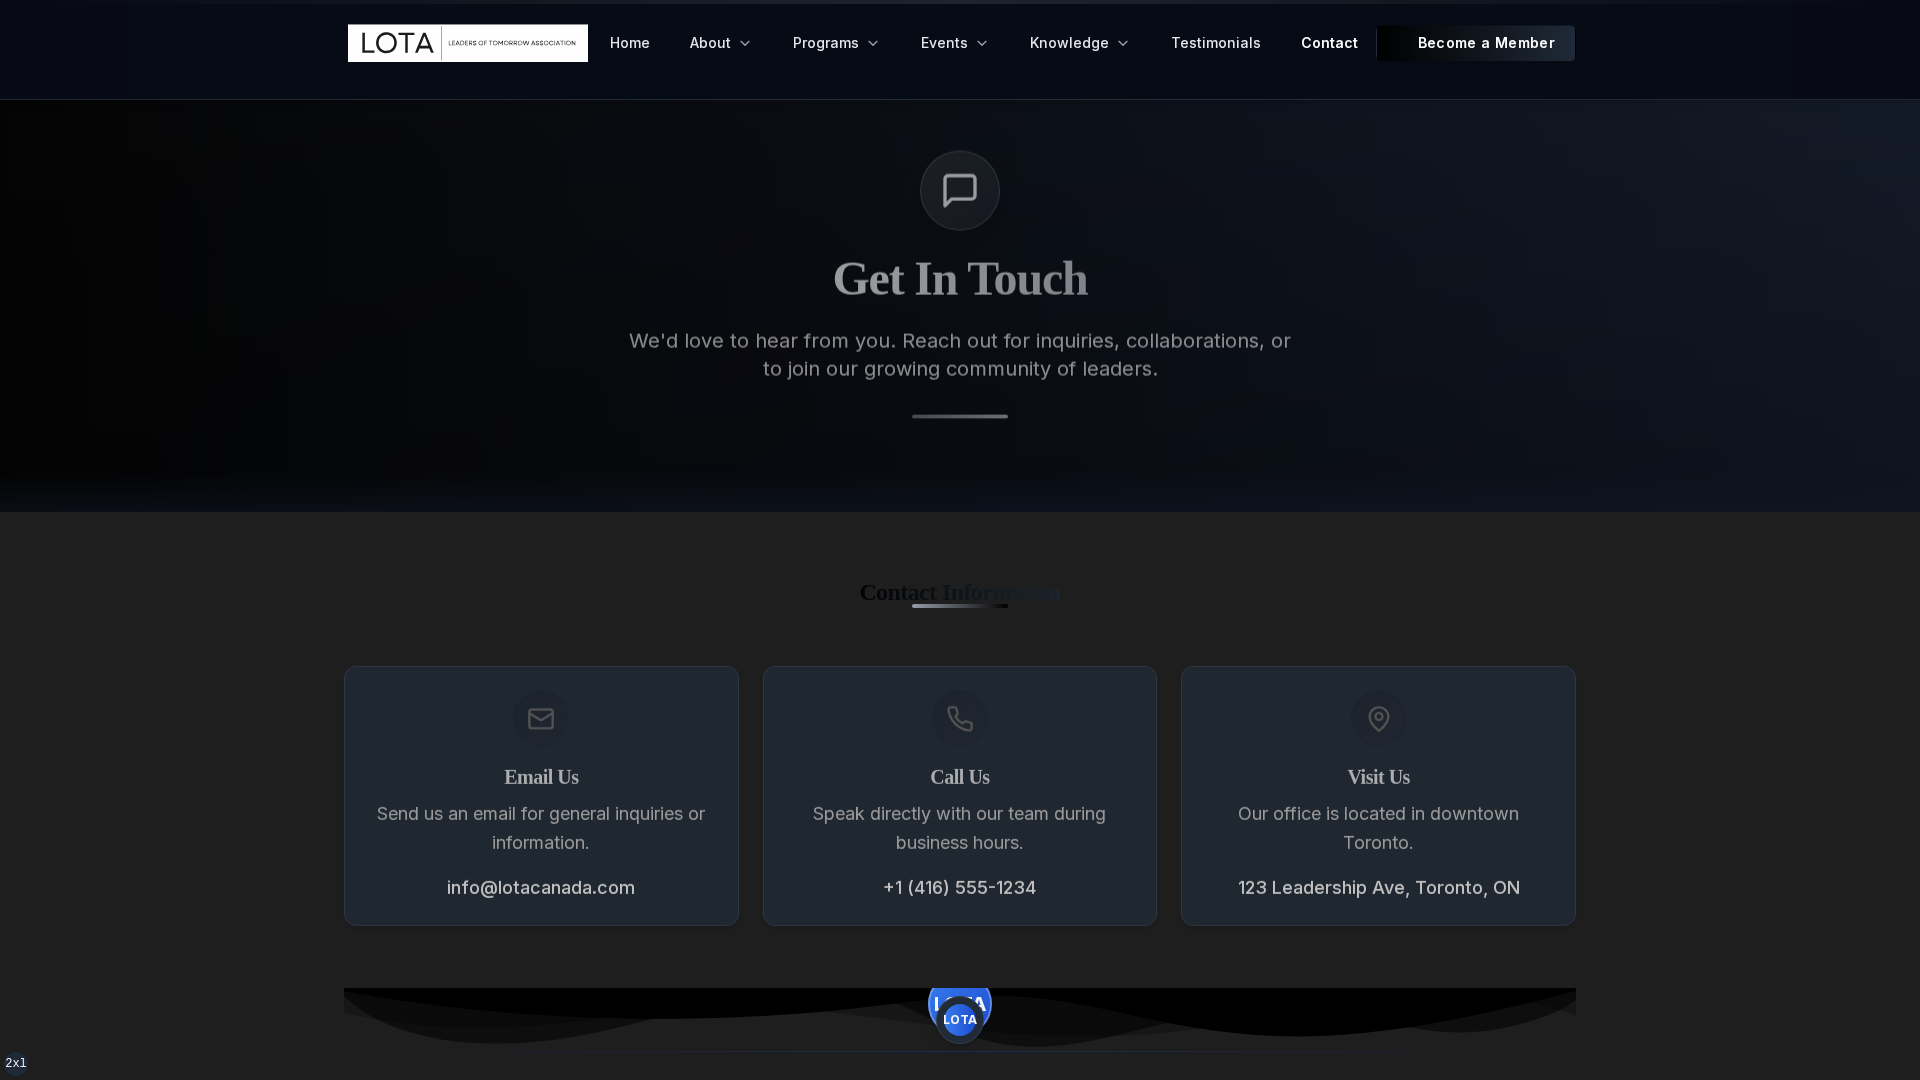 LOTA LEADERS OF TOMORROW ASSOCIATION
Home About Programs Events Knowledge Testimonials Contact Become a Member
Get In Touch
We'd love to hear from you. Reach out for inquiries, collaborations, or
to join our growing community of leaders.
Contact Information
Email Us
Send us an email for general inquiries or
information.
info@lotacanada.com
Call Us
Speak directly with our team during
business hours.
+1 (416) 555-1234
Visit Us
Our office is located in downtown
Toronto.
123 Leadership Ave, Toronto, ON
LOTA
LOTA
2xl